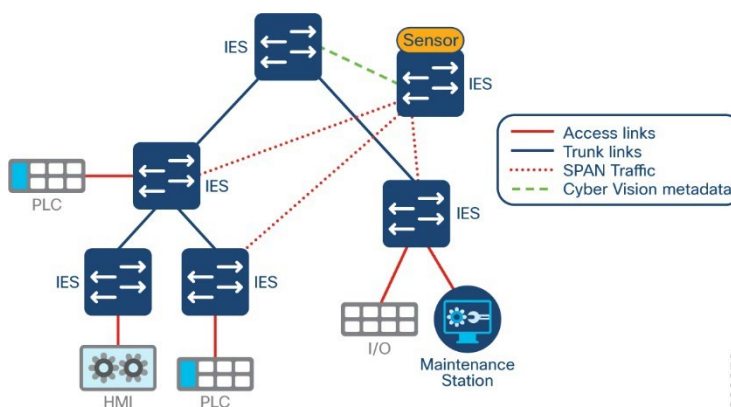 IES
Sensor
IES
Access links
Trunk links
SPAN Traffic
Cyber Vision metadata
PLC
IES
IES
IES
IES
I/O
Maintenance
Station
HMI
PLC